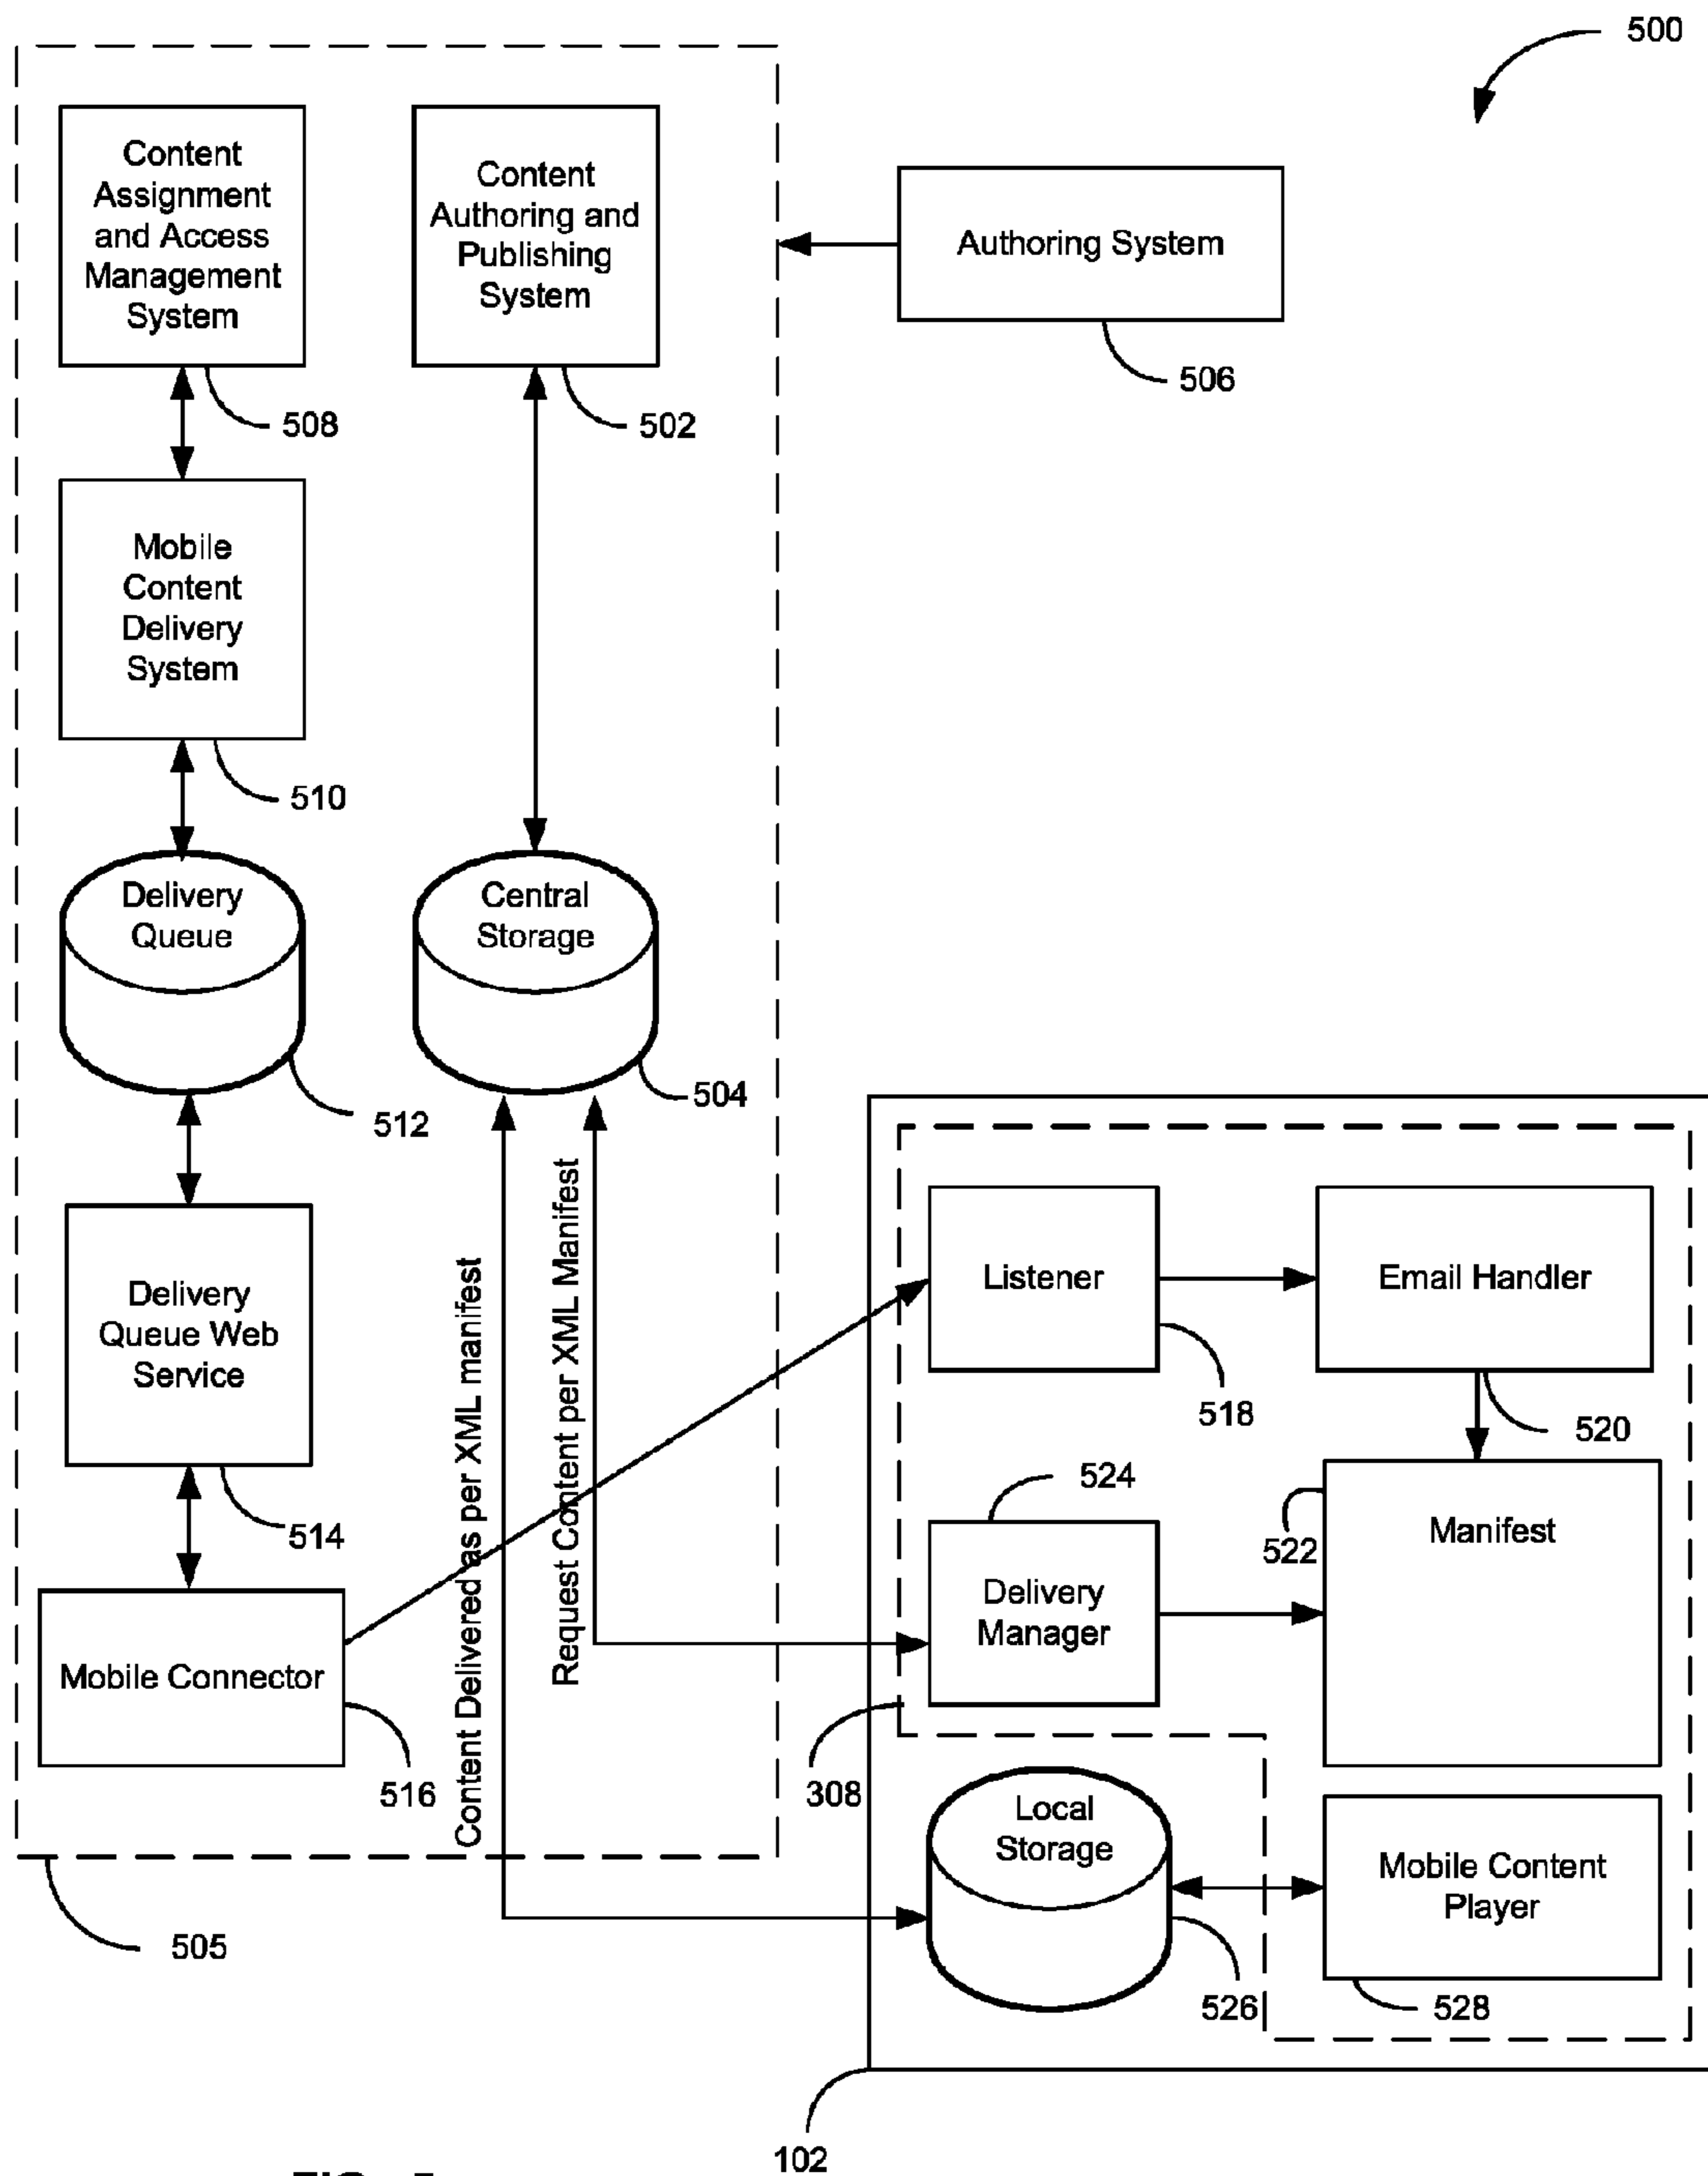 500
Content
Assignment
and Access
Management
System
508
Content
Authoring and
Publishing
System
502
Authoring System
506
Mobile
Content
Delivery
System
510
Delivery
Queue
512
Central
Storage
504
Delivery
Queue Web
Service
514
Mobile Connector
516
Content Delivered as per XML manifest
Request Content per XML Manifest
505
Listener
518
Email Handler
520
524
Delivery
Manager
522
Manifest
308
Local
Storage
526
Mobile Content
Player
528
102